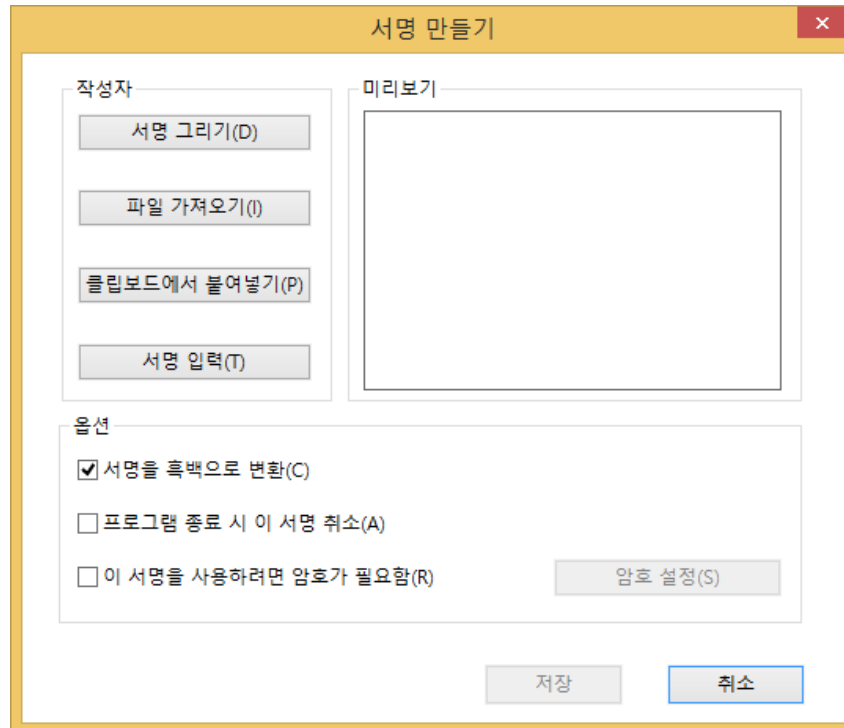 서명 만들기
작성자
서명 그리기(D)
파일 가져오기(I)
클립보드에서 붙여넣기(P)
서명 입력(T)
미리보기
옵션
서명을 흑백으로 변환(C)
프로그램 종료 시 이 서명 취소(A)
이 서명을 사용하려면 암호가 필요함(R)
암호 설정(S)
저장
취소